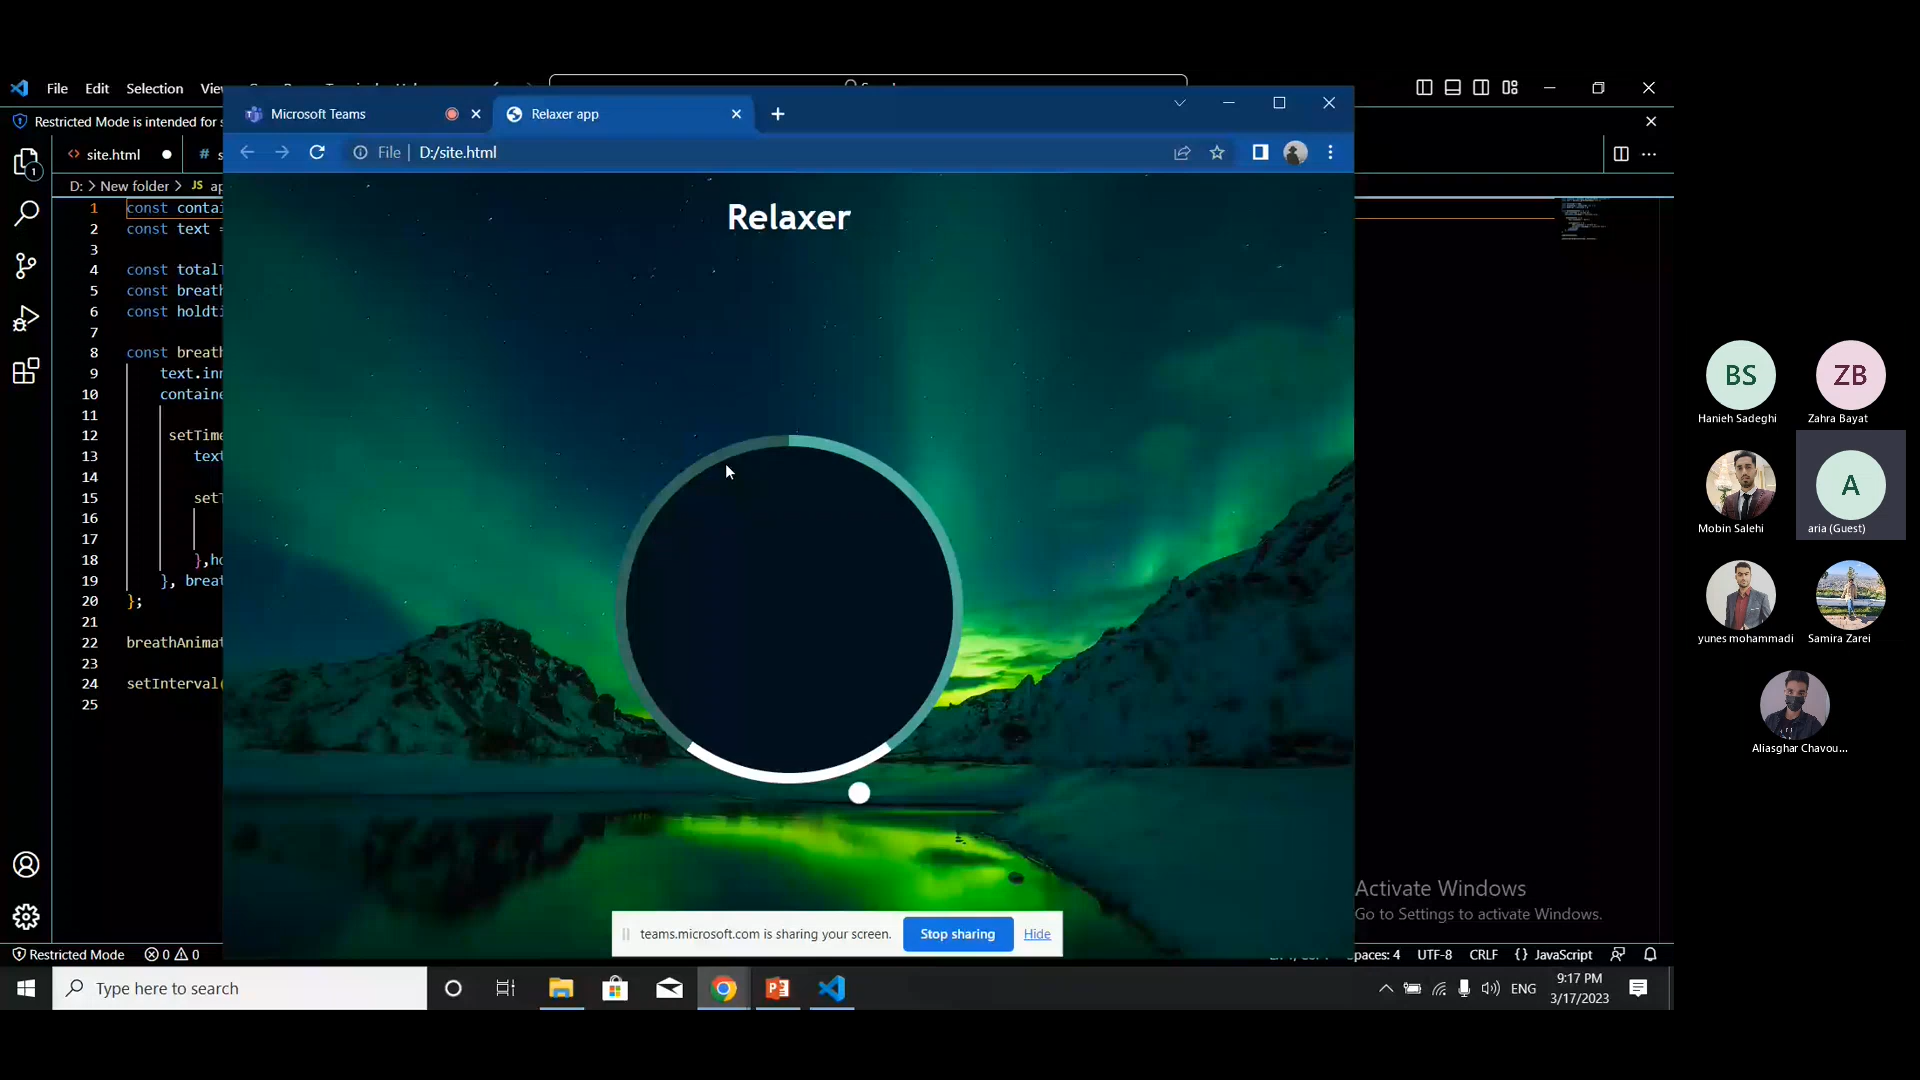 File Edit Selection
Microsoft Teams
Relaxer app
Restricted Mode is intended for
File D:/site.html
site.html
D: > New folder > JS
Relaxer
1 const
2 const text =
3
4 const
5 const
6 const
7
8 const
9 text.
10
11
12
13 text
14
15
16
17
18 },
19 },
20 };
21
22
23
24 setInterval(
25
BS
Hanieh Sadeghi
ZB
Zahra Bayat
Mobin Salehi
A
aria (Guest)
yunes mohammadi
Samira Zarei
Aliasghar Chavou...
Activate Windows
Go to Settings to activate Windows.
teams.microsoft.com is sharing your screen.
Stop sharing
Hide
Restricted Mode
0 0
Spaces: 4
UTF-8
CRLF
{} JavaScript
Type here to search
ENG
9:17 PM
3/17/2023